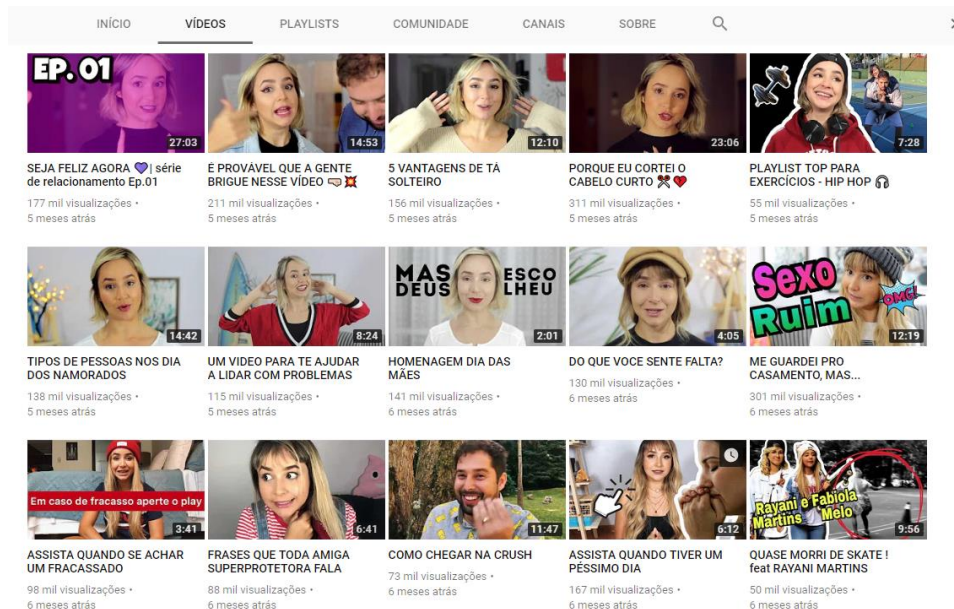 INÍCIO VÍDEOS PLAYLISTS COMUNIDADE CANAIS SOBRE
EP. 01
27:03
14:53
12:10
23:06
7:28
SEJA FELIZ AGORA 💜| série
de relacionamento Ep.01
177 mil visualizações •
5 meses atrás
É PROVÁVEL QUE A GENTE
BRIGUE NESSE VÍDEO 🤜💥
211 mil visualizações •
5 meses atrás
5 VANTAGENS DE TÁ
SOLTEIRO
156 mil visualizações •
5 meses atrás
PORQUE EU CORTEI O
CABELO CURTO ✂💔
311 mil visualizações •
5 meses atrás
PLAYLIST TOP PARA
EXERCÍCIOS - HIP HOP 🎧
55 mil visualizações •
5 meses atrás
14:42
8:24
MAS ESCO
DEUS LHEU
2:01
4:05
Sexo
Ruim
OMG!
12:19
TIPOS DE PESSOAS NOS DIA
DOS NAMORADOS
138 mil visualizações •
5 meses atrás
UM VIDEO PARA TE AJUDAR
A LIDAR COM PROBLEMAS
115 mil visualizações •
5 meses atrás
HOMENAGEM DIA DAS
MÃES
141 mil visualizações •
6 meses atrás
DO QUE VOCE SENTE FALTA?
130 mil visualizações •
6 meses atrás
ME GUARDEI PRO
CASAMENTO, MAS...
301 mil visualizações •
6 meses atrás
Em caso de fracasso aperte o play
3:41
6:41
11:47
6:12
Rayani e Fabiola
Martins Melo
9:56
ASSISTA QUANDO SE ACHAR
UM FRACASSADO
98 mil visualizações •
6 meses atrás
FRASES QUE TODA AMIGA
SUPERPROTETORA FALA
88 mil visualizações •
6 meses atrás
COMO CHEGAR NA CRUSH
73 mil visualizações •
6 meses atrás
ASSISTA QUANDO TIVER UM
PÉSSIMO DIA
167 mil visualizações •
6 meses atrás
QUASE MORRI DE SKATE !
feat RAYANI MARTINS
50 mil visualizações •
6 meses atrás